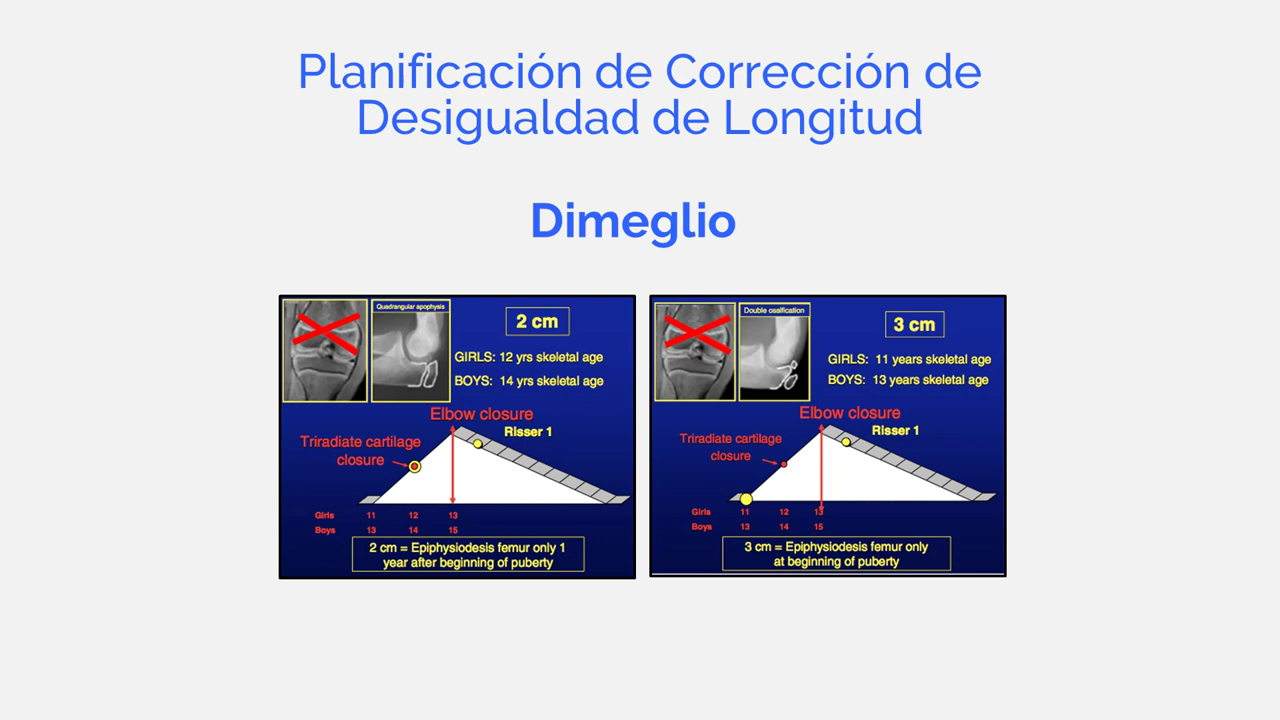 Planificación de Corrección de
Desigualdad de Longitud
Dimeglio
Quadrangular apophysis
2 cm
GIRLS: 12 yrs skeletal age
BOYS: 14 yrs skeletal age
Elbow closure
Risser 1
Triradiate cartilage
closure
Girls 11 12 13
Boys 13 14 15
2 cm = Epiphysiodesis femur only 1
year after beginning of puberty
Double ossification
3 cm
GIRLS: 11 years skeletal age
BOYS: 13 years skeletal age
Elbow closure
Risser 1
Triradiate cartilage
closure
Girls 11 12 13
Boys 13 14 15
3 cm = Epiphysiodesis femur only
at beginning of puberty